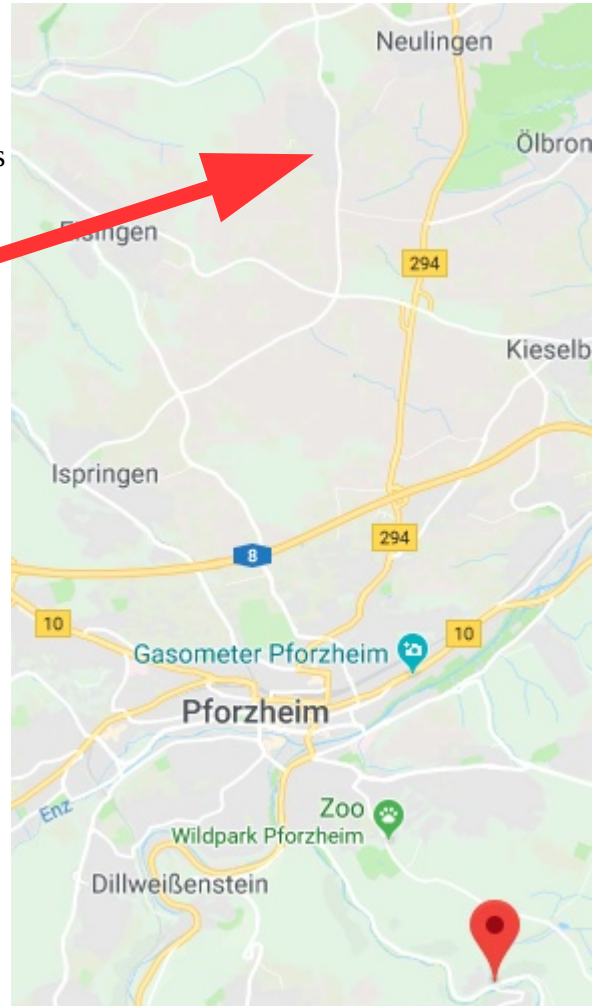 Neulingen
s
Ölbron
Eisingen
294
Kieselb
Ispringen
294
8
10
10
Gasometer Pforzheim
Pforzheim
Enz
Zoo
Wildpark Pforzheim
Dillweißenstein